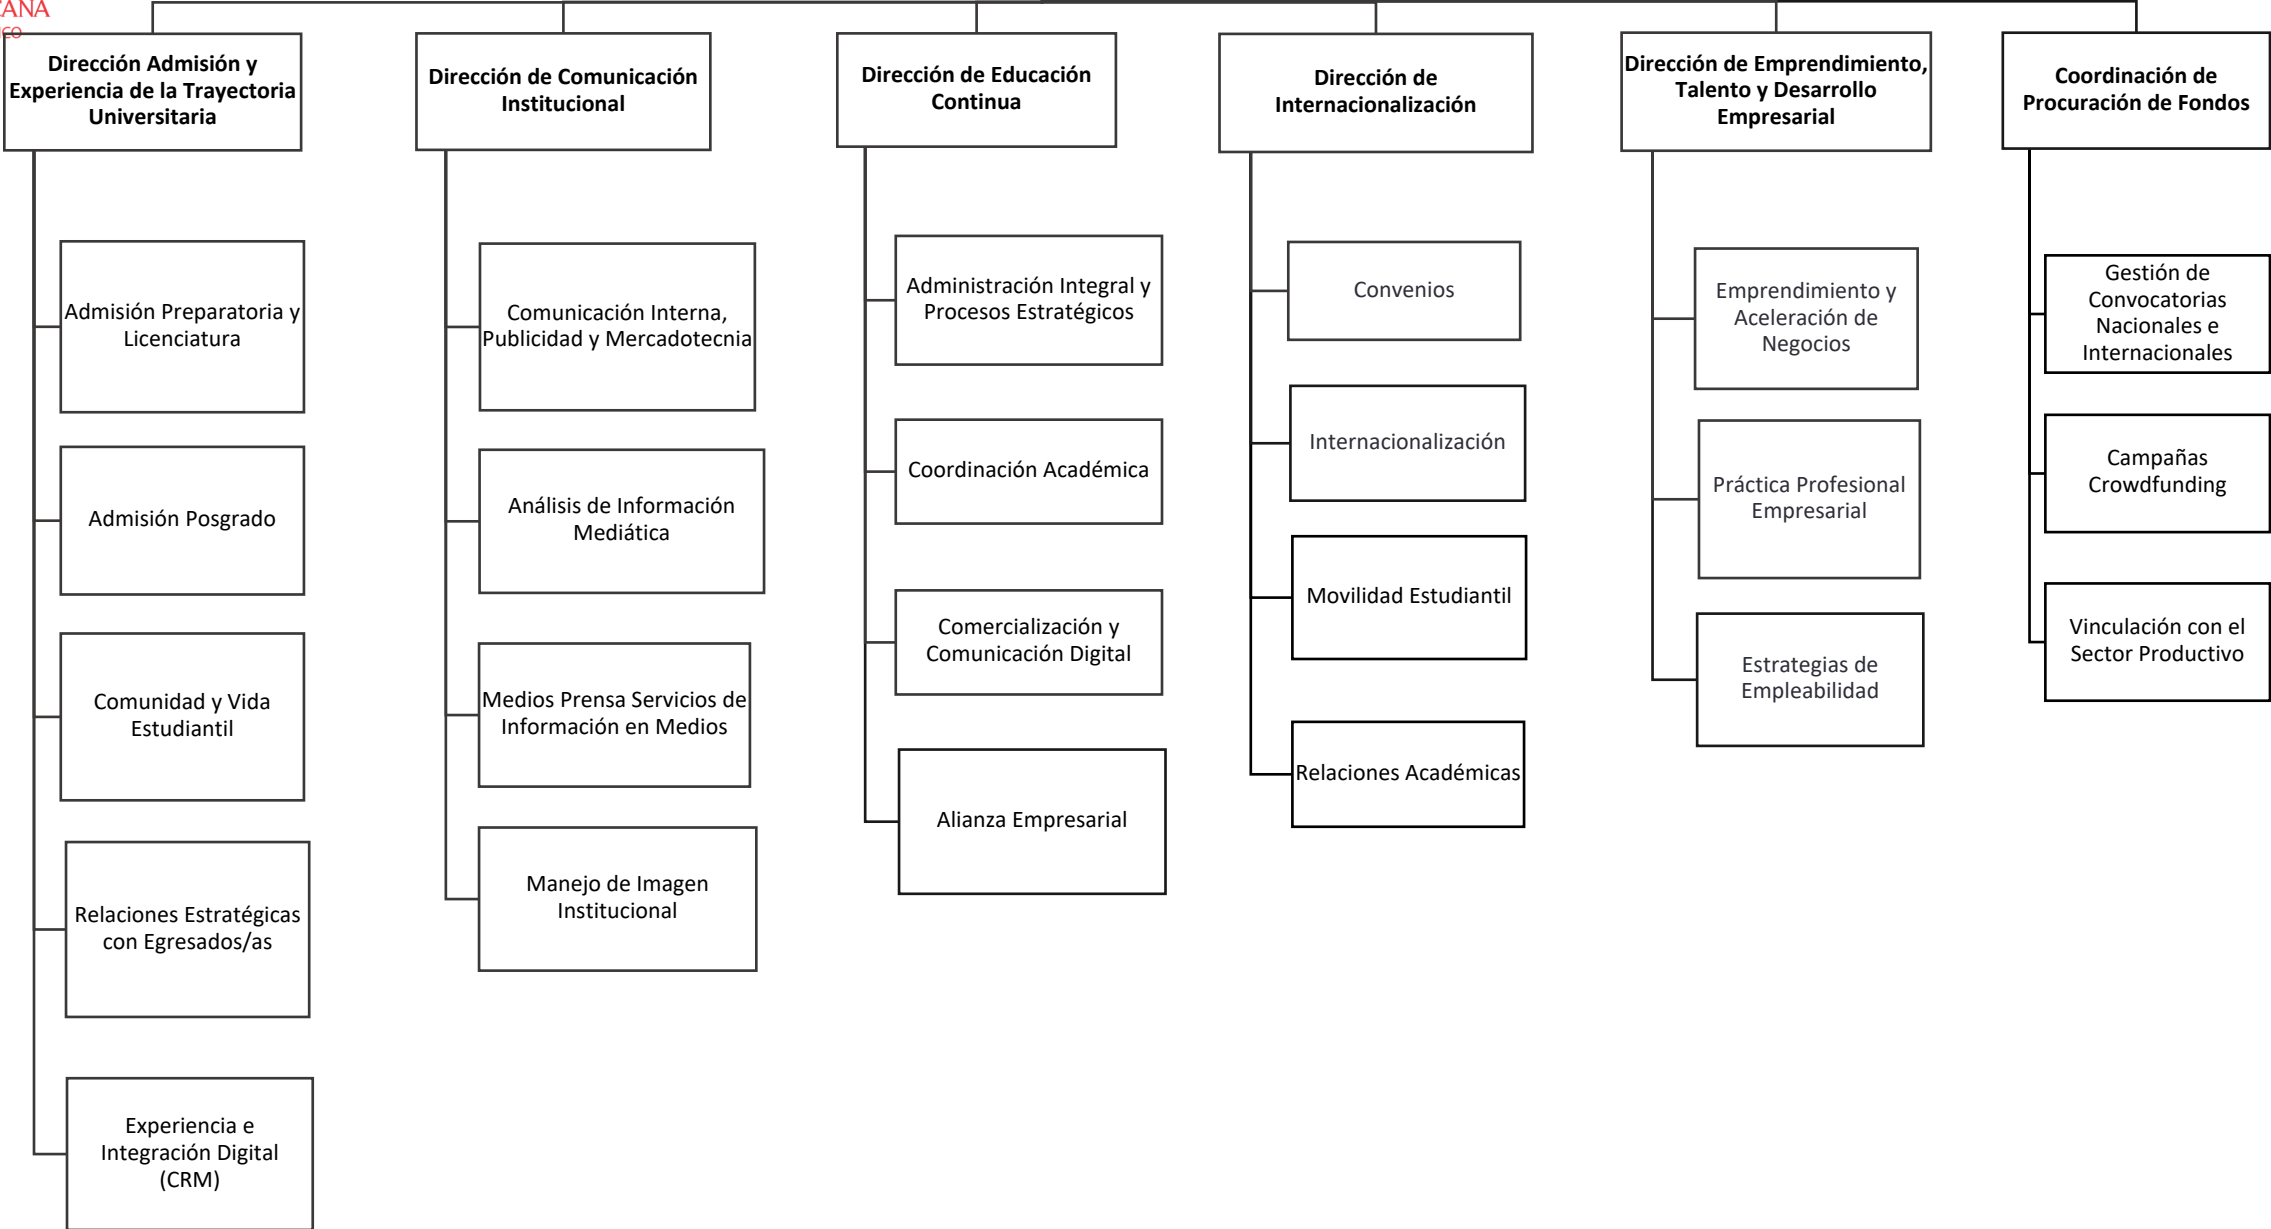 Dirección Admisión y
Experiencia de la Trayectoria
Universitaria
Admisión Preparatoria y
Licenciatura
Admisión Posgrado
Comunidad y Vida
Estudiantil
Relaciones Estratégicas
con Egresados/as
Experiencia e
Integración Digital
(CRM)
Dirección de Comunicación
Institucional
Comunicación Interna,
Publicidad y Mercadotecnia
Análisis de Información
Mediática
Medios Prensa Servicios de
Información en Medios
Manejo de Imagen
Institucional
Dirección de Educación
Continua
Administración Integral y
Procesos Estratégicos
Coordinación Académica
Comercialización y
Comunicación Digital
Alianza Empresarial
Dirección de
Internacionalización
Convenios
Internacionalización
Movilidad Estudiantil
Relaciones Académicas
Dirección de Emprendimiento,
Talento y Desarrollo
Empresarial
Emprendimiento y
Aceleración de
Negocios
Práctica Profesional
Empresarial
Estrategias de
Empleabilidad
Coordinación de
Procuración de Fondos
Gestión de
Convocatorias
Nacionales e
Internacionales
Campañas
Crowdfunding
Vinculación con el
Sector Productivo